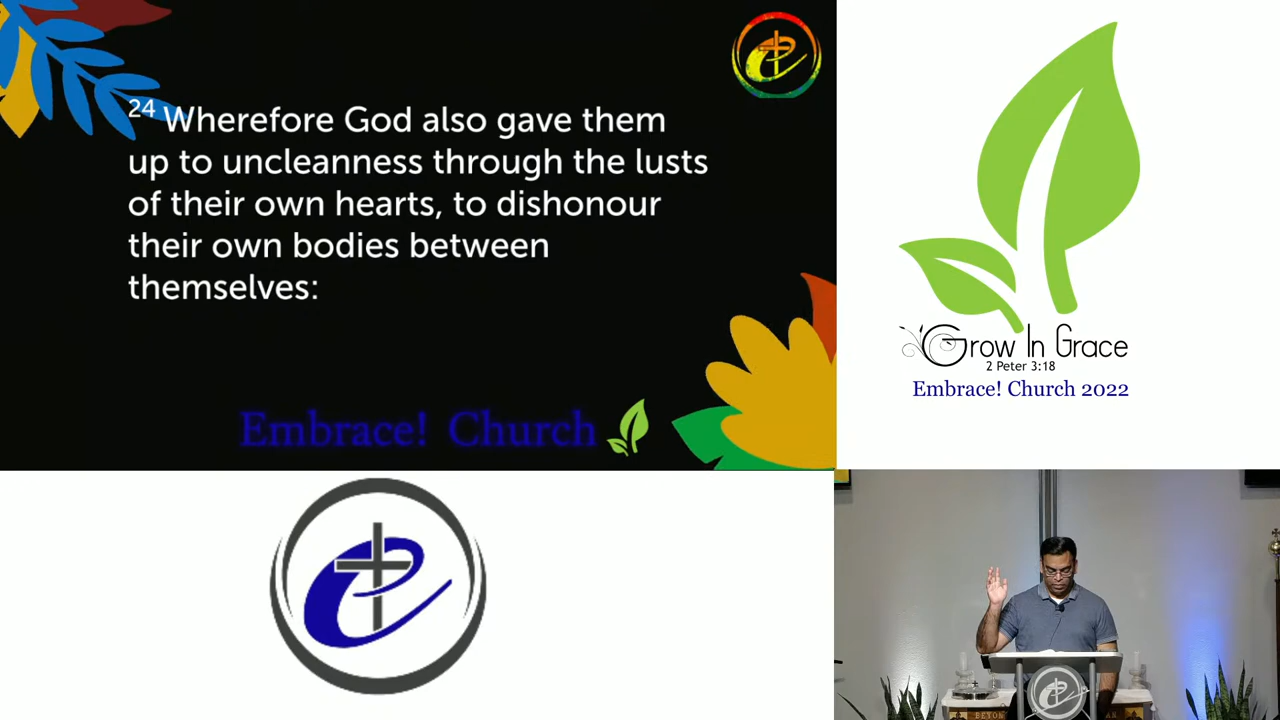 24 Wherefore God also gave them
up to uncleanness through the lusts
of their own hearts, to dishonour
their own bodies between
themselves:
Embrace! Church
Grow In Grace
2 Peter 3:18
Embrace! Church 2022